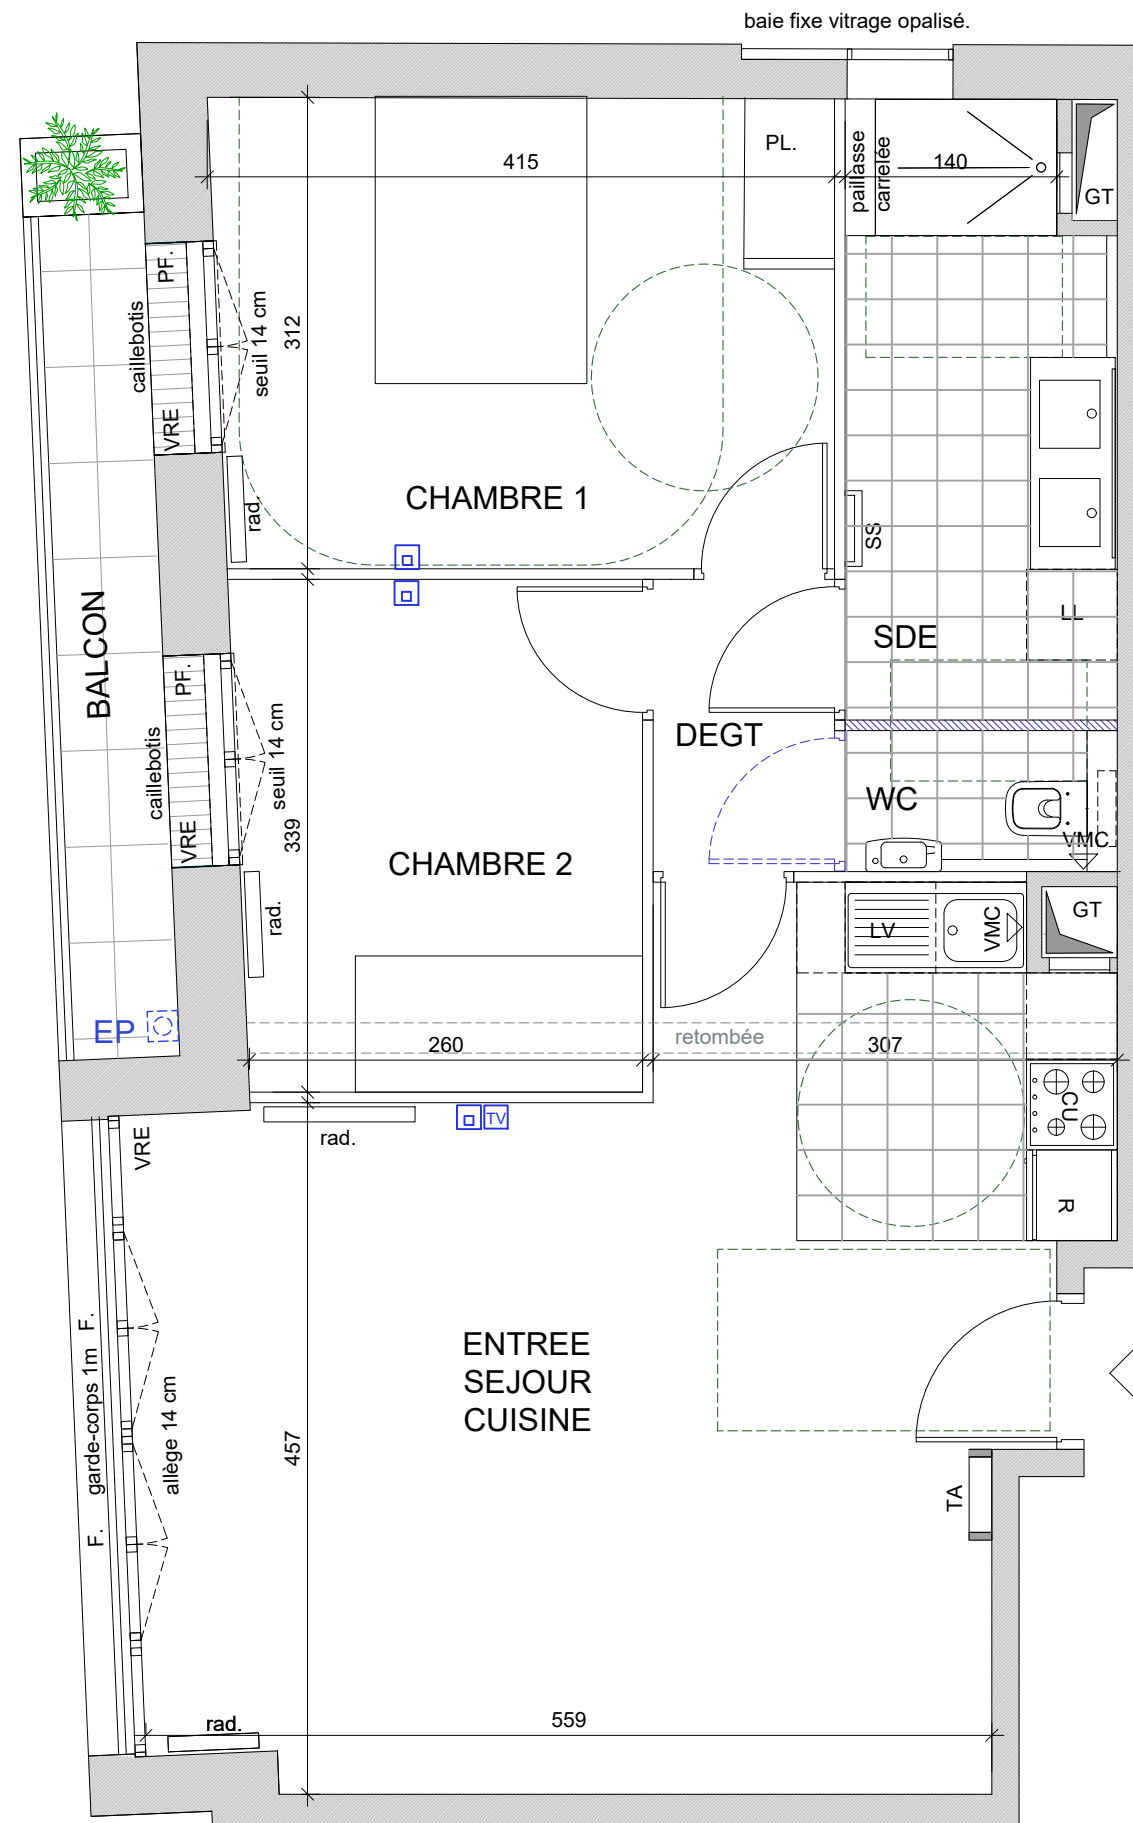 baie fixe vitrage opalisé.
PL.
415
paillasse
carrelée
140
GT
PF.
caillebotis
VRE
seuil 14 cm
312
CHAMBRE 1
rad.
SS
BALCON
SDE
LL
PF.
caillebotis
VRE
seuil 14 cm
339
DEGT
WC
CHAMBRE 2
VMC
rad.
LV
VMC
GT
EP
260
retombée
307
CU
TV
rad.
VRE
R
F.
garde-corps 1m
F.
allège 14 cm
ENTREE
SEJOUR
CUISINE
457
TA
rad.
559